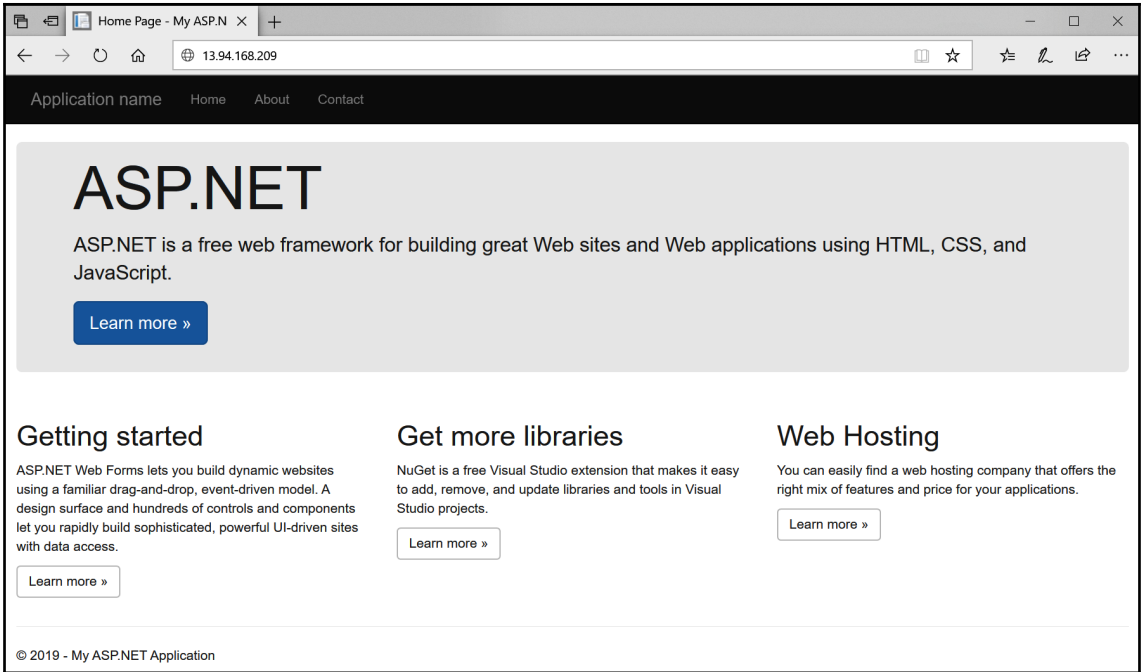 Home Page - My ASP.N
13.94.168.209
Application name Home About Contact
ASP.NET
ASP.NET is a free web framework for building great Web sites and Web applications using HTML, CSS, and
JavaScript.
Learn more »
Getting started
ASP.NET Web Forms lets you build dynamic websites
using a familiar drag-and-drop, event-driven model. A
design surface and hundreds of controls and components
let you rapidly build sophisticated, powerful UI-driven sites
with data access.
Learn more »
Get more libraries
NuGet is a free Visual Studio extension that makes it easy
to add, remove, and update libraries and tools in Visual
Studio projects.
Learn more »
Web Hosting
You can easily find a web hosting company that offers the
right mix of features and price for your applications.
Learn more »
© 2019 - My ASP.NET Application